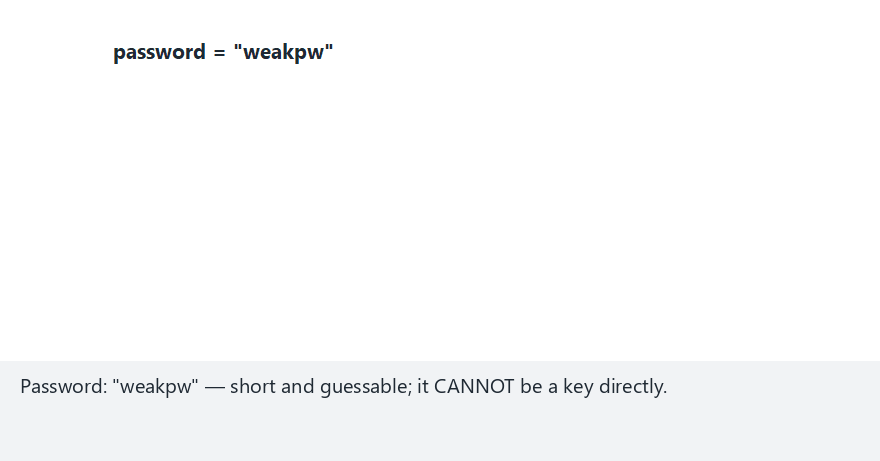 password = "weakpw"
Password: "weakpw" — short and guessable; it CANNOT be a key directly.